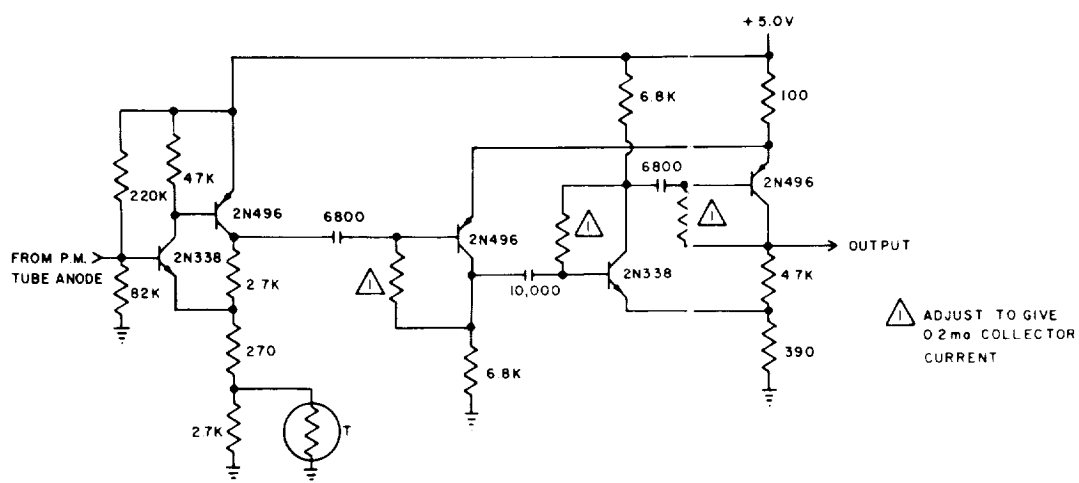 + 5.0V
6.8K
100
220K
47K
2N496
6800
2N496
6800
2N496
1
1
1
FROM P.M.
TUBE ANODE
2N338
82K
2.7K
10,000
2N338
OUTPUT
4.7K
270
6.8K
390
2.7K
T
1
ADJUST TO GIVE
0.2ma COLLECTOR
CURRENT